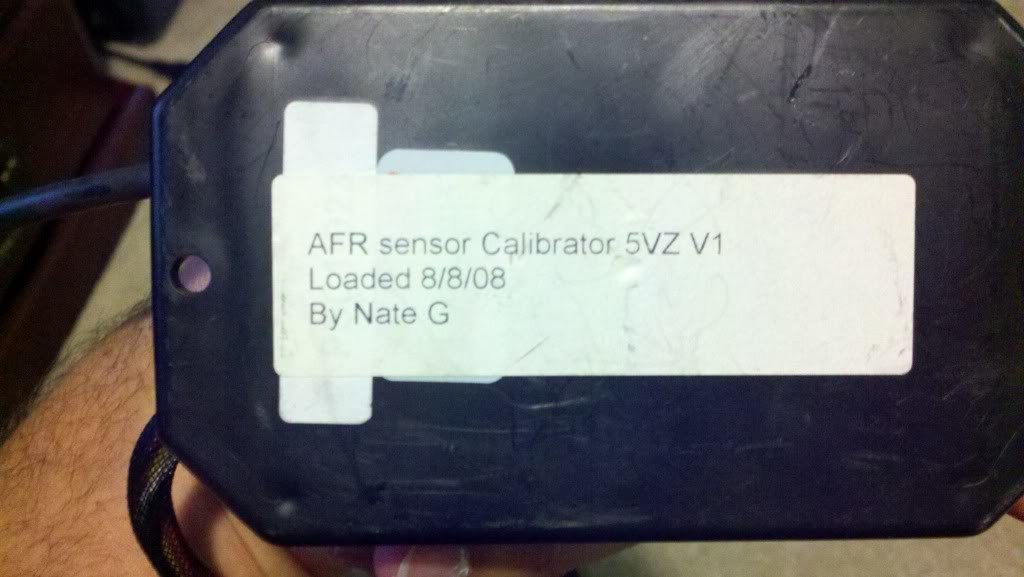 AFR sensor Calibrator 5VZ V1
Loaded 8/8/08
By Nate G